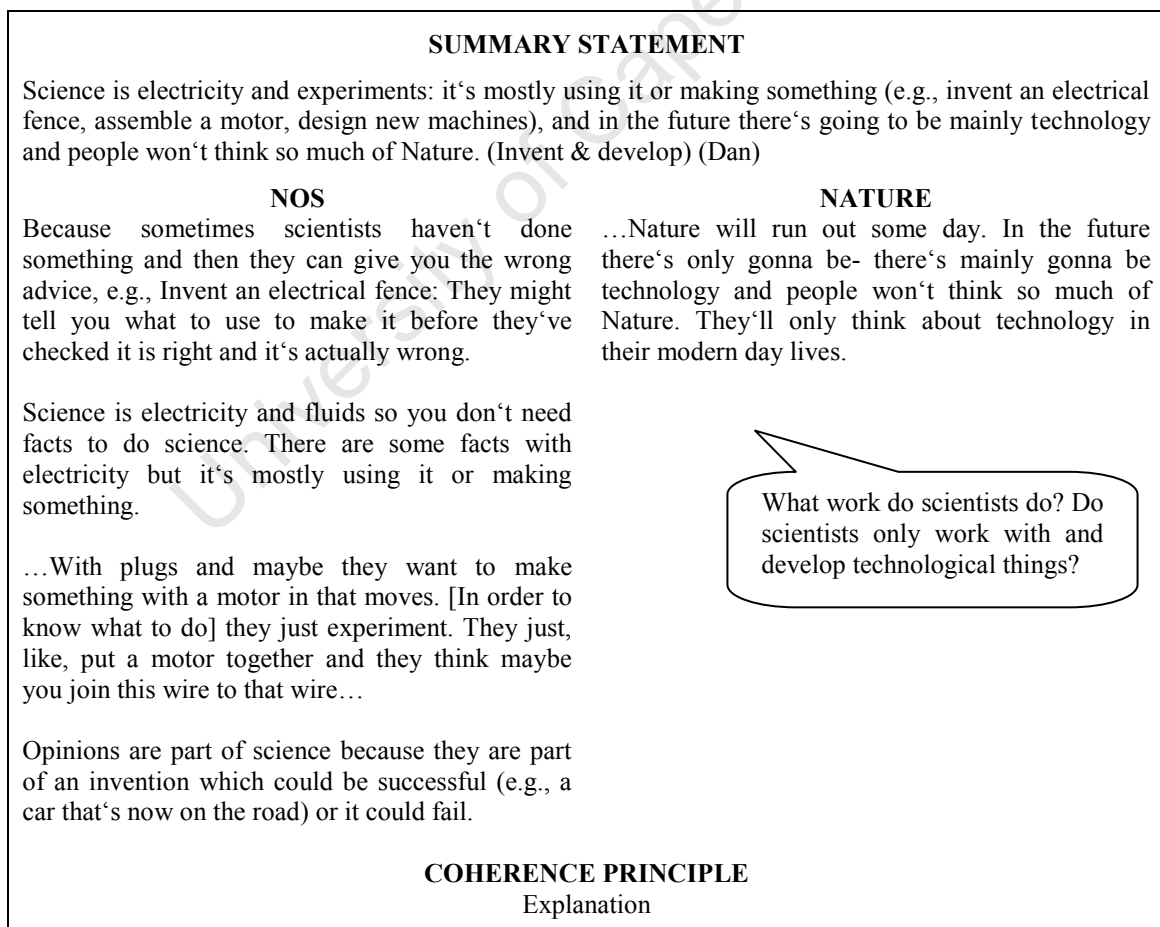 SUMMARY STATEMENT
Science is electricity and experiments: it‘s mostly using it or making something (e.g., invent an electrical
fence, assemble a motor, design new machines), and in the future there‘s going to be mainly technology
and people won‘t think so much of Nature. (Invent & develop) (Dan)
NOS
Because sometimes scientists haven‘t done
something and then they can give you the wrong
advice, e.g., Invent an electrical fence: They might
tell you what to use to make it before they‘ve
checked it is right and it‘s actually wrong.
Science is electricity and fluids so you don‘t need
facts to do science. There are some facts with
electricity but it‘s mostly using it or making
something.
…With plugs and maybe they want to make
something with a motor in that moves. [In order to
know what to do] they just experiment. They just,
like, put a motor together and they think maybe
you join this wire to that wire…
Opinions are part of science because they are part
of an invention which could be successful (e.g., a
car that‘s now on the road) or it could fail.
NATURE
…Nature will run out some day. In the future
there‘s only gonna be- there‘s mainly gonna be
technology and people won‘t think so much of
Nature. They‘ll only think about technology in
their modern day lives.
What work do scientists do? Do
scientists only work with and
develop technological things?
COHERENCE PRINCIPLE
Explanation
University of Cape